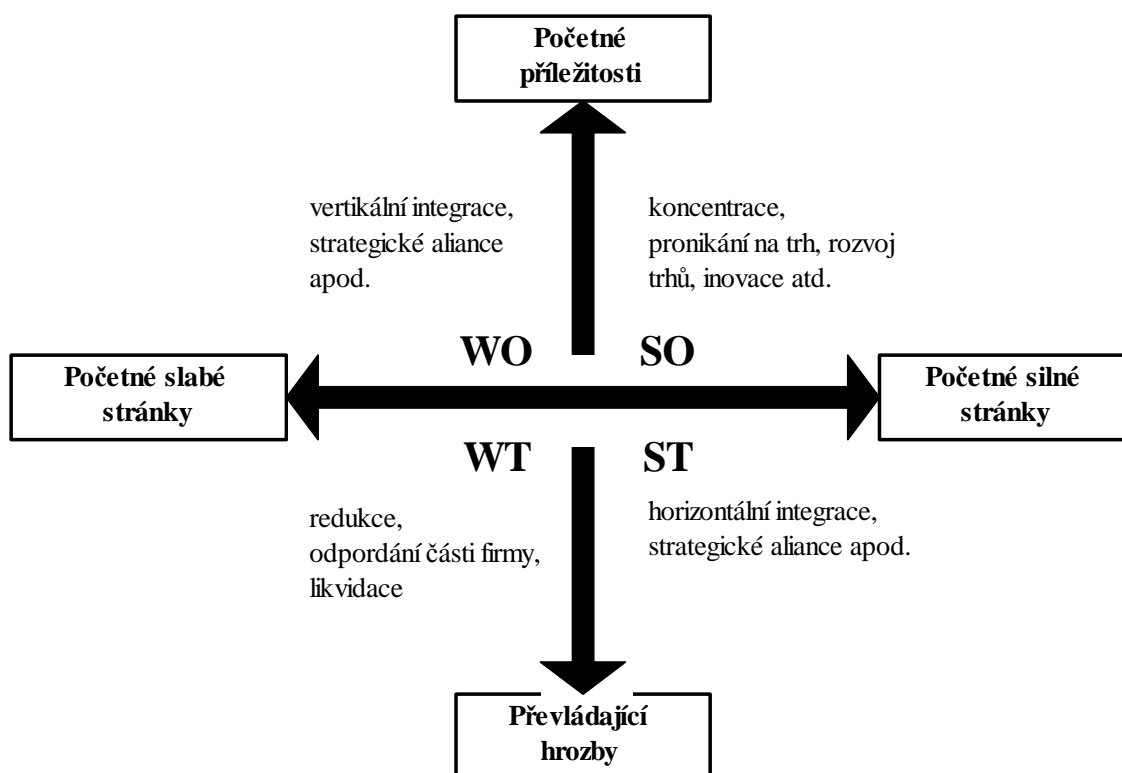 Početné
příležitosti
vertikální integrace,
strategické aliance
apod.
koncentrace,
pronikání na trh, rozvoj
trhů, inovace atd.
WO
SO
Početné slabé
stránky
Početné silné
stránky
WT
ST
redukce,
odpordání části firmy,
likvidace
horizontální integrace,
strategické aliance apod.
Převládající
hrozby